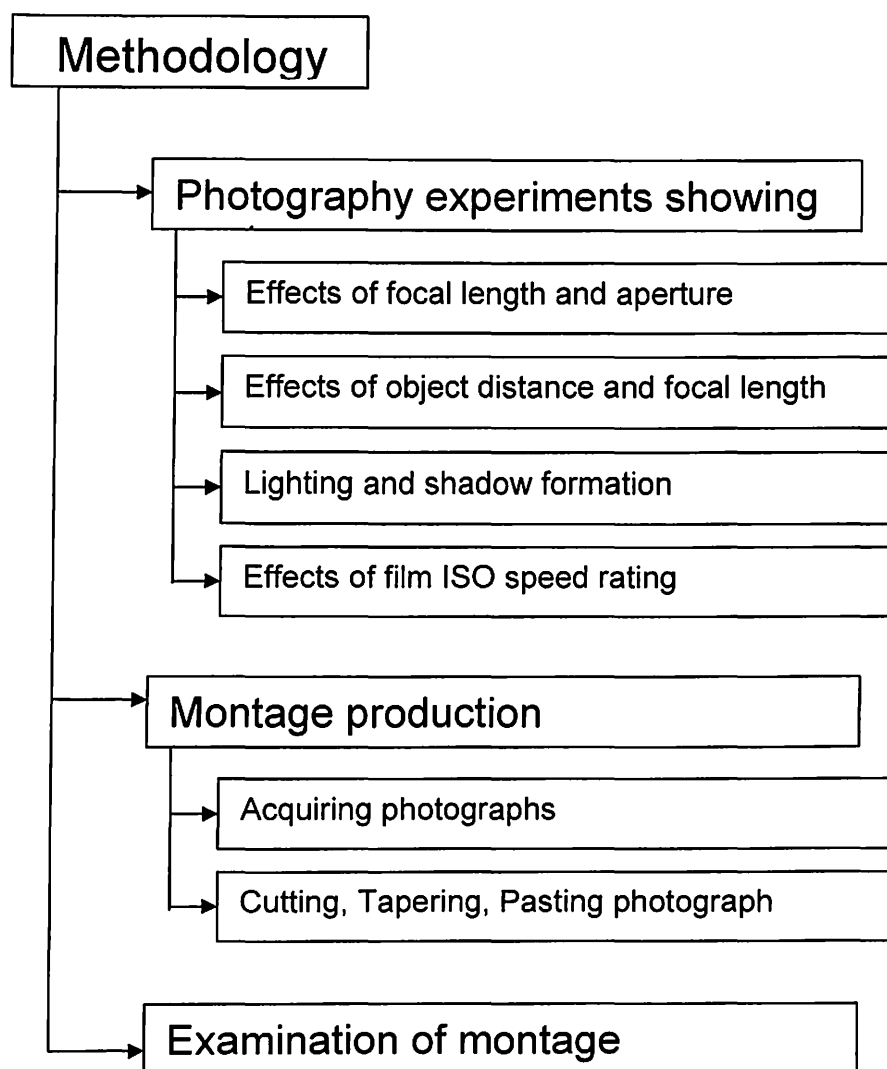 Methodology
Photography experiments showing
Effects of focal length and aperture
Effects of object distance and focal length
Lighting and shadow formation
Effects of film ISO speed rating
Montage production
Acquiring photographs
Cutting, Tapering, Pasting photograph
Examination of montage